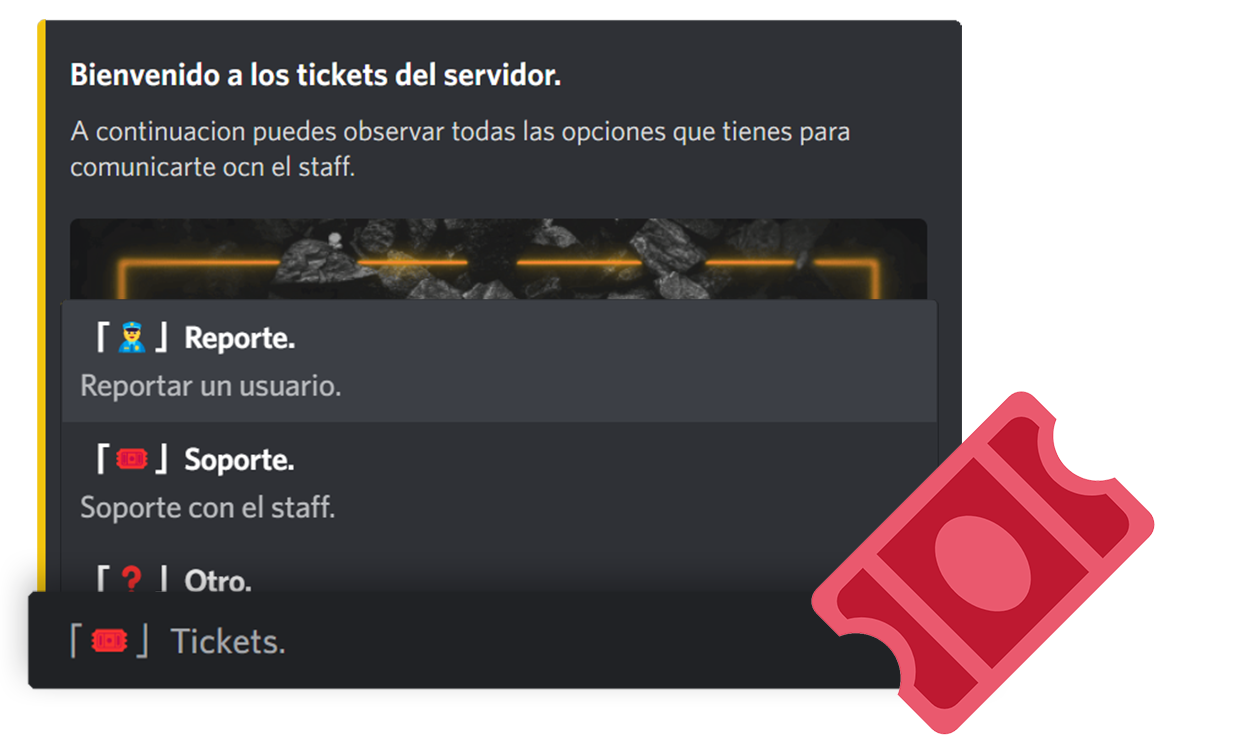 Bienvenido a los tickets del servidor.
A continuacion puedes observar todas las opciones que tienes para
comunicarte ocn el staff.
「👮」 Reporte.
Reportar un usuario.
「🎟」 Soporte.
Soporte con el staff.
「❓」 Otro.
「🎟」 Tickets.